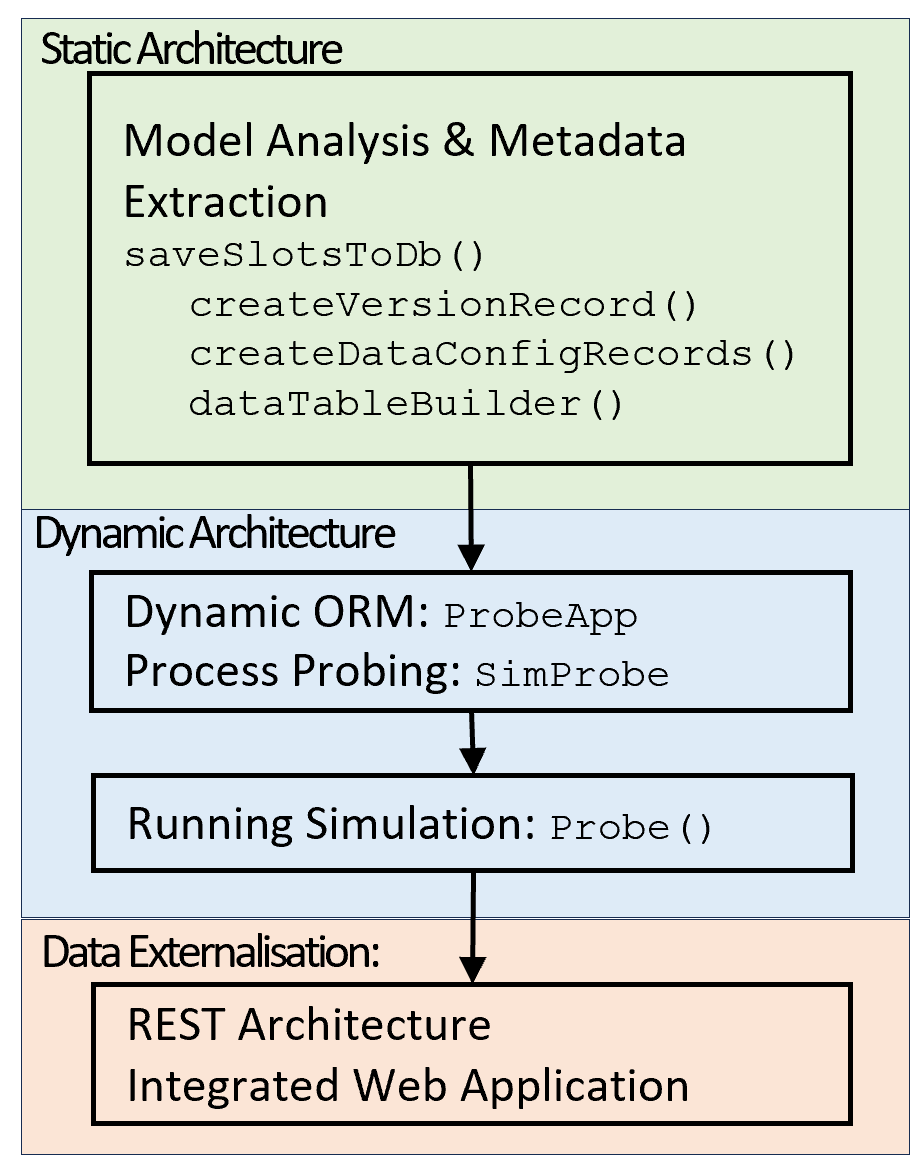 Static Architecture
Model Analysis & Metadata
Extraction
saveSlotsToDb()
createVersionRecord()
createDataConfigRecords()
dataTableBuilder()
Dynamic Architecture
Dynamic ORM: ProbeApp
Process Probing: SimProbe
Running Simulation: Probe()
Data Externalisation:
REST Architecture
Integrated Web Application